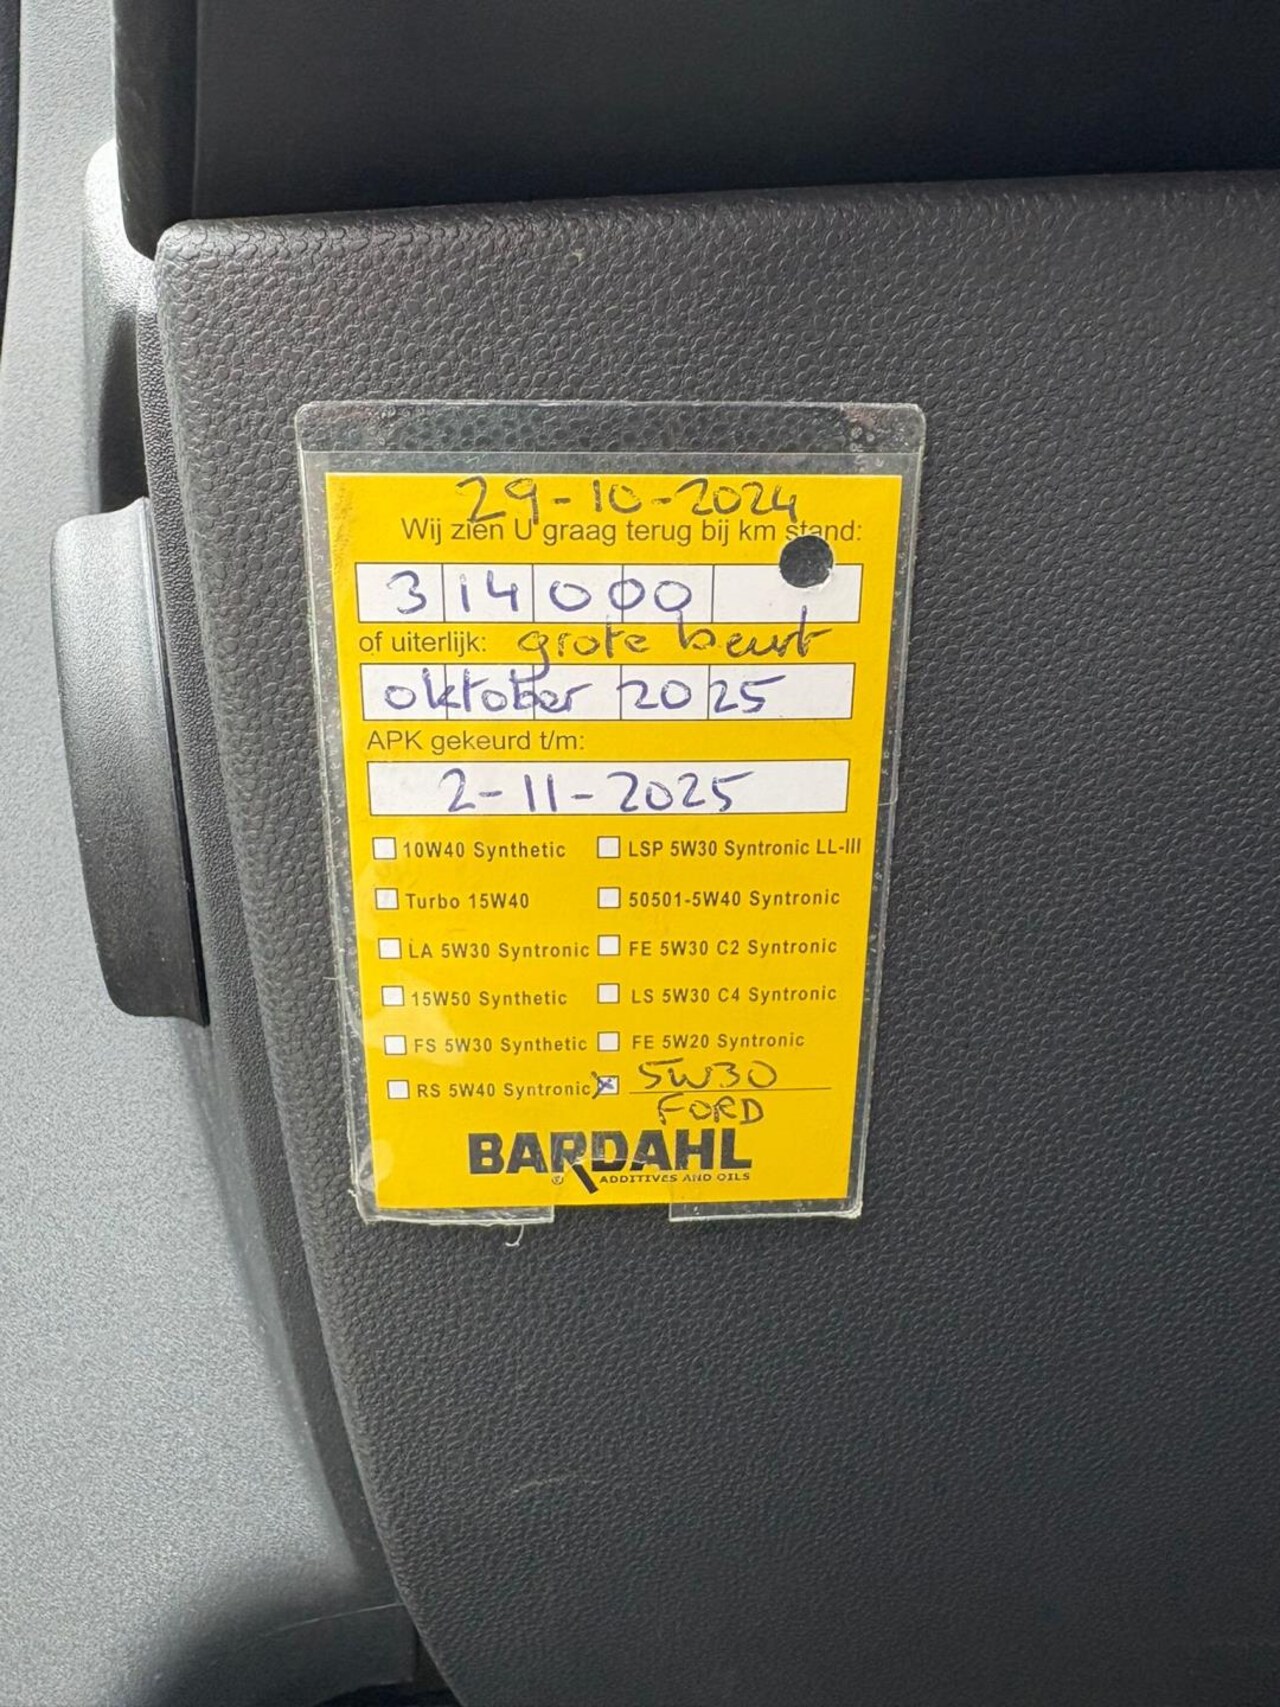 29-10-2024
Wij zien U graag terug bij km stand:
314000
of uiterlijk: grote beurt
oktober 2025
APK gekeurd t/m:
2-11-2025
10W40 Synthetic LSP 5W30 Syntronic LL-III
Turbo 15W40 50501-5W40 Syntronic
LA 5W30 Syntronic FE 5W30 C2 Syntronic
15W50 Synthetic LS 5W30 C4 Syntronic
FS 5W30 Synthetic FE 5W20 Syntronic
RS 5W40 Syntronic X 5W30
FORD
BARDAHL
® ADDITIVES AND OILS